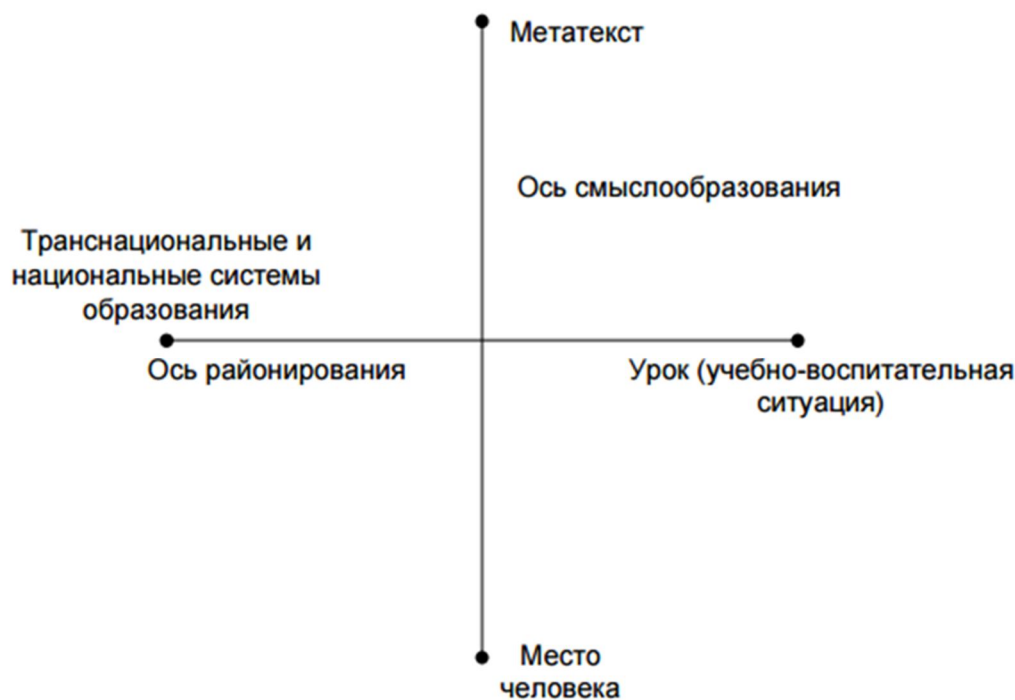 Метатекст
Ось смыслообразования
Транснациональные и
национальные системы
образования
Ось районирования
Урок (учебно-воспитательная
ситуация)
Место
человека